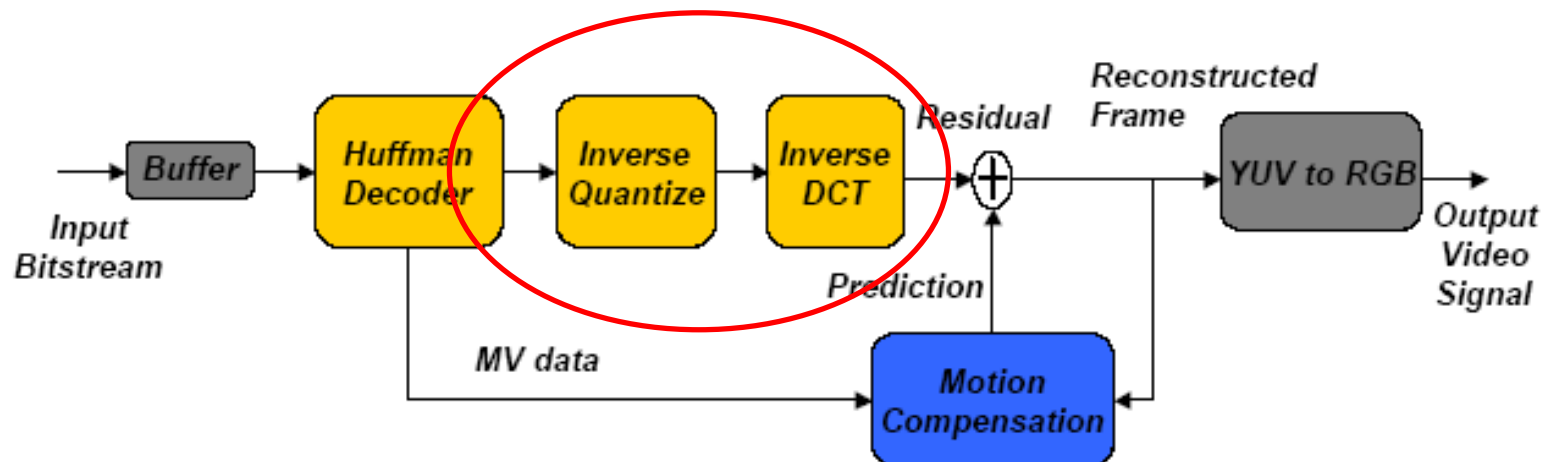 Buffer
Input
Bitstream
Huffman
Decoder
Inverse
Quantize
Inverse
DCT
Residual
+
Reconstructed
Frame
YUV to RGB
Output
Video
Signal
Prediction
MV data
Motion
Compensation